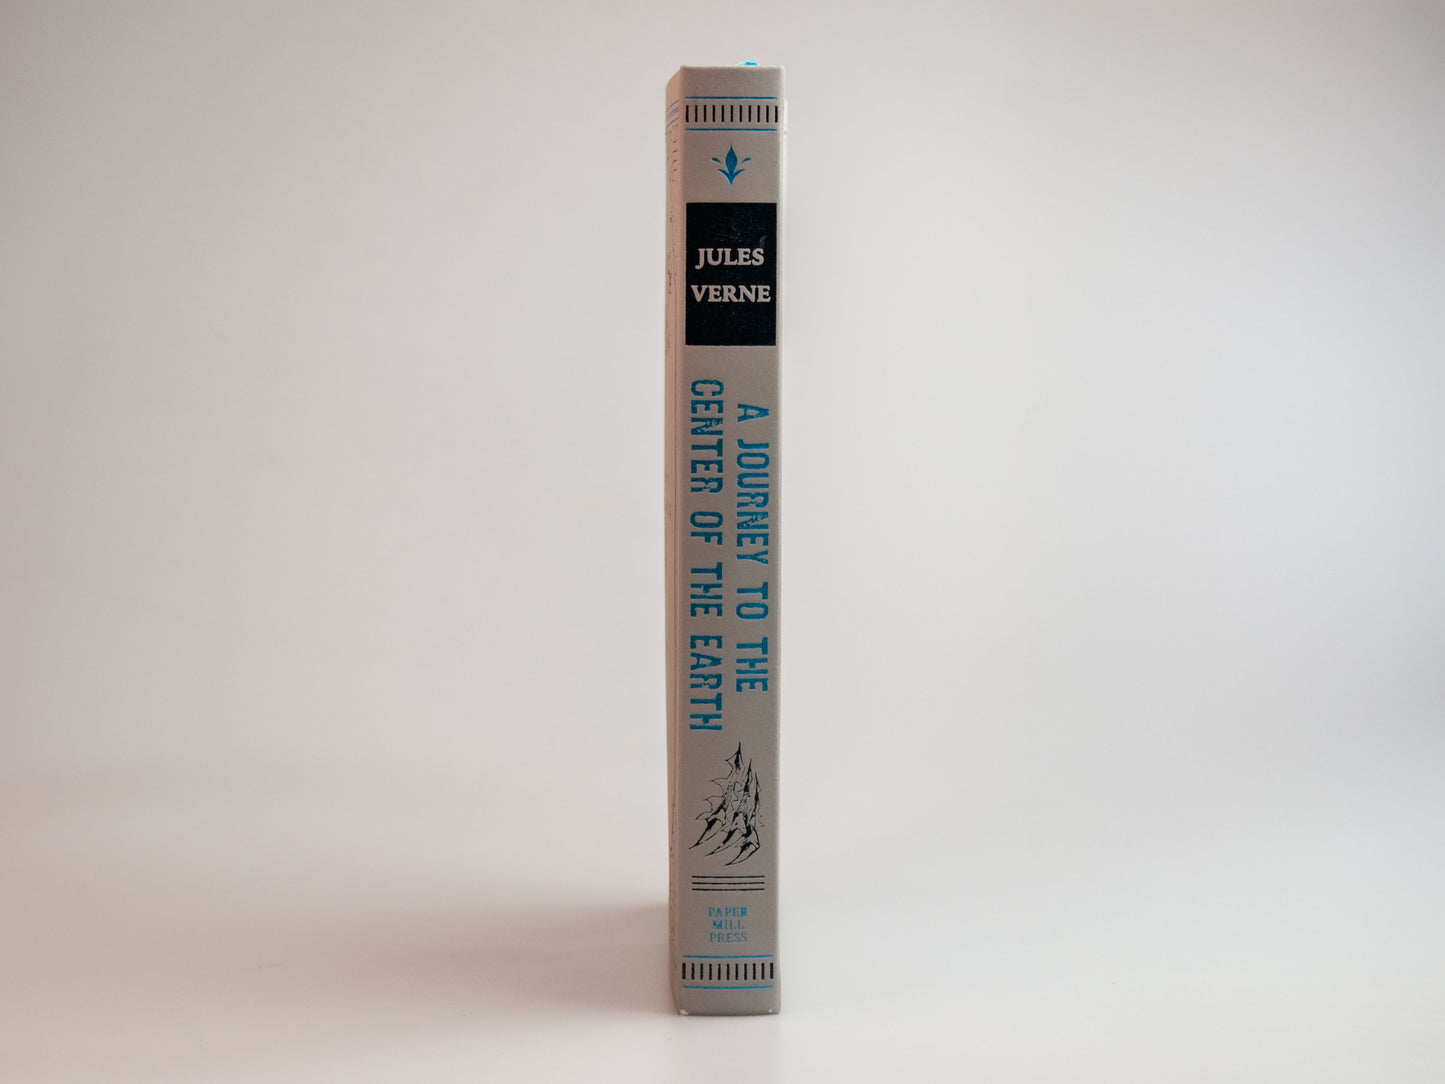 JULES
VERNE
A JOURNEY TO THE
CENTER OF THE EARTH
PAPER
MILL
PRESS